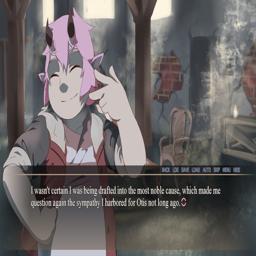 BACK LOG SAVE LOAD AUTO SKIP MENU HIDE
I wasn't certain I was being drafted into the most noble cause, which made
me question again the sympathy I harbored for Otis not long ago.